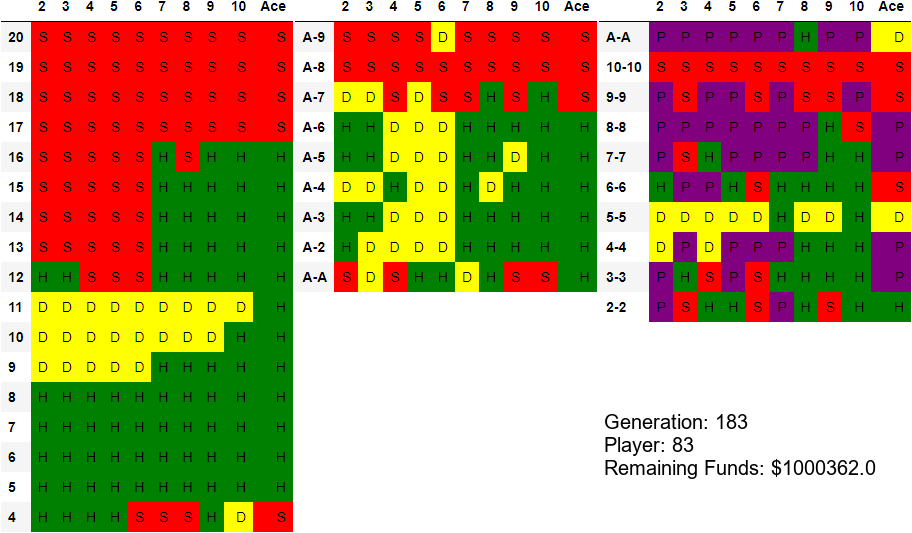 2 3 4 5 6 7 8 9 10 Ace
20 S S S S S S S S S S
19 S S S S S S S S S S
18 S S S S S S S S S S
17 S S S S S S S S S S
16 S S S S S H S H H H
15 S S S S S H H H H H
14 S S S S S H H H H H
13 S S S S S H H H H H
12 H H S S S H H H H H
11 D D D D D D D D D H
10 D D D D D D D D H H
9 D D D D D H H H H H
8 H H H H H H H H H H
7 H H H H H H H H H H
6 H H H H H H H H H H
5 H H H H H H H H H H
4 H H H H S S S H D S
2 3 4 5 6 7 8 9 10 Ace
A-9 S S S S D S S S S S
A-8 S S S S S S S S S S
A-7 D D S D S S H S H S
A-6 H H D D D H H H H H
A-5 H H D D D H H D H H
A-4 D D H D D H D H H H
A-3 H H D D D H H H H H
A-2 H D D D D H H H H H
A-A S D S H H D H S S H
2 3 4 5 6 7 8 9 10 Ace
A-A P P P P P P H P P D
10-10 S S S S S S S S S S
9-9 P S P P S P S S P S
8-8 P P P P P P P H S P
7-7 P S H P P P P H H P
6-6 H P P H S H H H H S
5-5 D D D D D H D D H D
4-4 D P D P P P H H H P
3-3 P H S P S H H H H P
2-2 P S H H S P H S H H
Generation: 183
Player: 83
Remaining Funds: $1000362.0